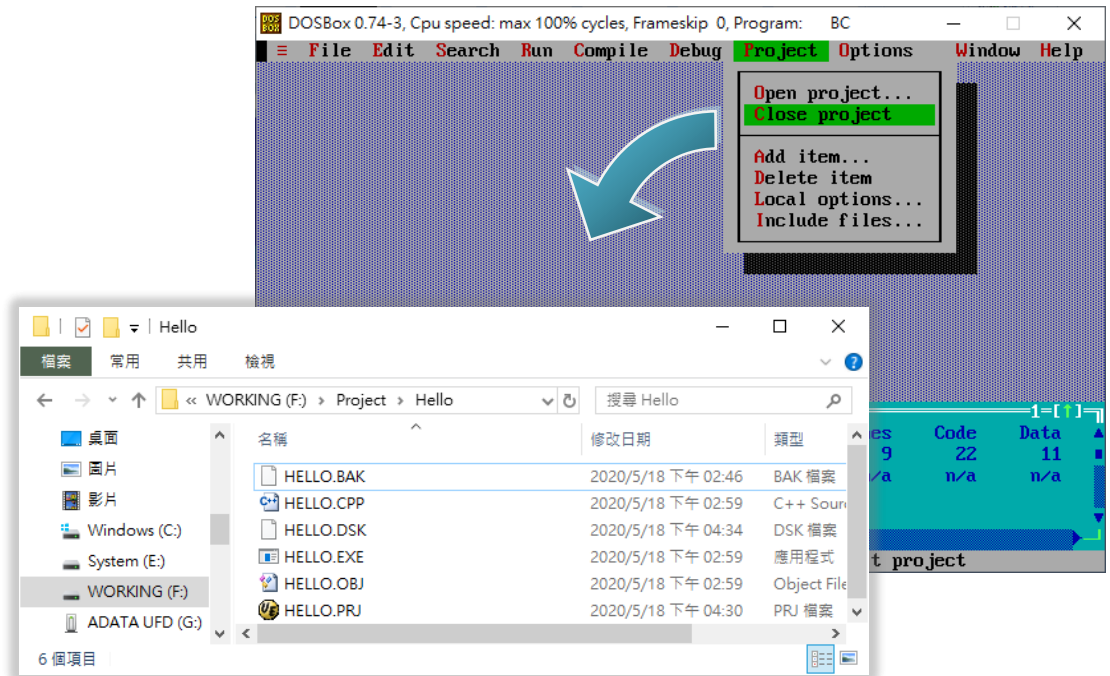 DOS BOX DOSBox 0.74-3, Cpu speed: max 100% cycles, Frameskip 0, Program: BC
≡ File Edit Search Run Compile Debug Project Options Window Help
Open project...
Close project
Add item...
Delete item
Local options...
Include files...
Hello
檔案 常用 共用 檢視
« WORKING (F:) › Project › Hello
搜尋 Hello
桌面
圖片
影片
Windows (C:)
System (E:)
WORKING (F:)
ADATA UFD (G:)
名稱 修改日期 類型
HELLO.BAK 2020/5/18 下午 02:46 BAK 檔案
HELLO.CPP 2020/5/18 下午 02:59 C++ Sour
HELLO.DSK 2020/5/18 下午 04:34 DSK 檔案
HELLO.EXE 2020/5/18 下午 02:59 應用程式
HELLO.OBJ 2020/5/18 下午 02:59 Object File
HELLO.PRJ 2020/5/18 下午 04:30 PRJ 檔案
6 個項目
1=[↑]
es Code Data
9 22 11
/a n/a n/a
t project